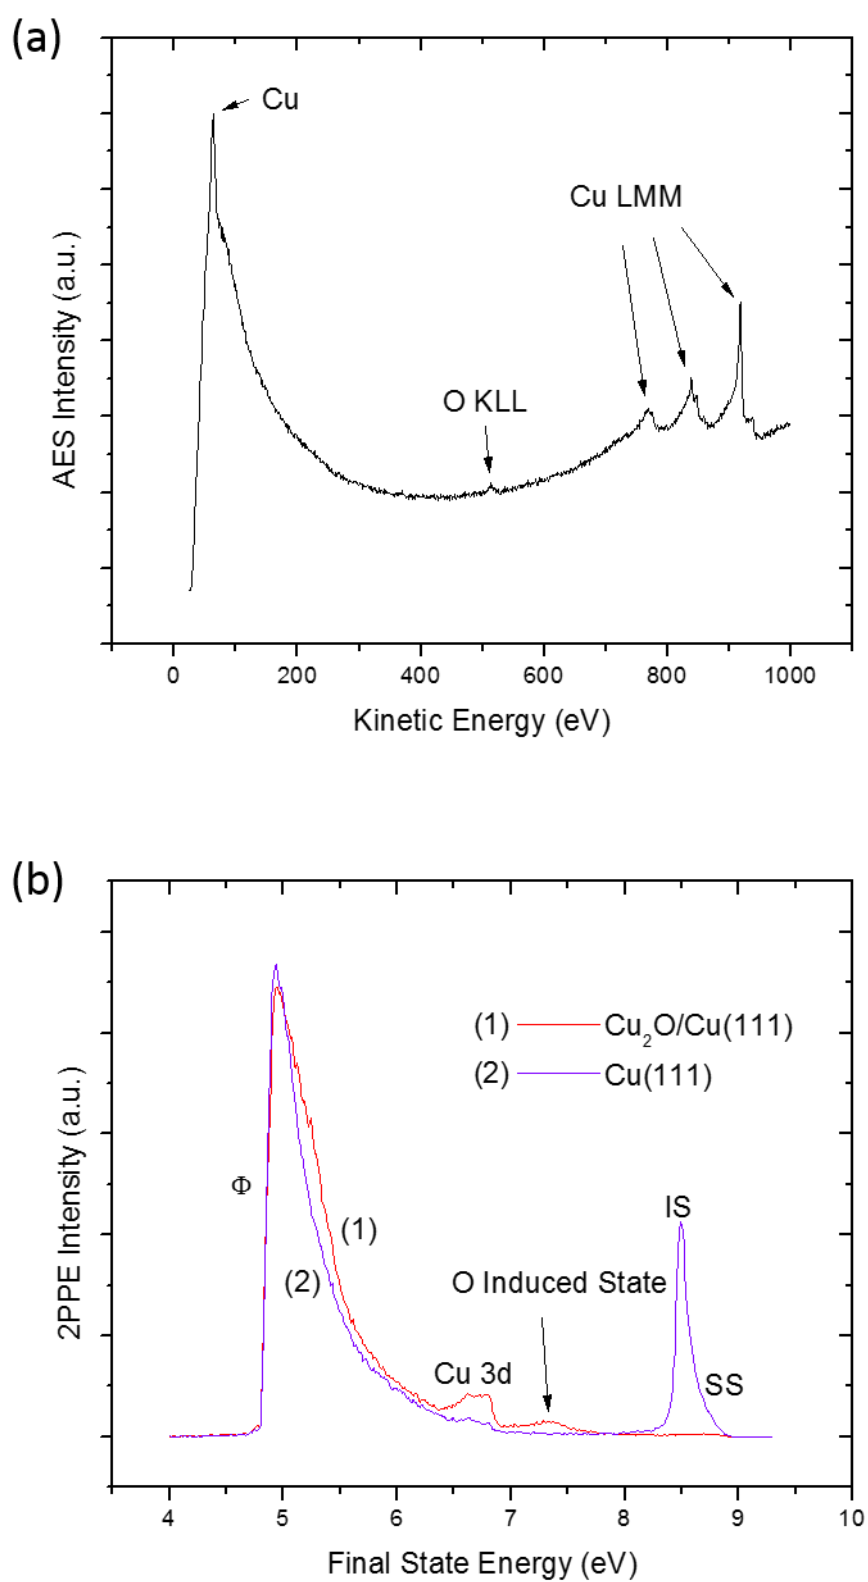 (a)
Cu
Cu LMM
O KLL
AES Intensity (a.u.)
0 200 400 600 800 1000
Kinetic Energy (eV)
(b)
(1) Cu₂O/Cu(111)
(2) Cu(111)
Φ
IS
(1)
(2)
O Induced State
Cu 3d
SS
2PPE Intensity (a.u.)
4 5 6 7 8 9 10
Final State Energy (eV)